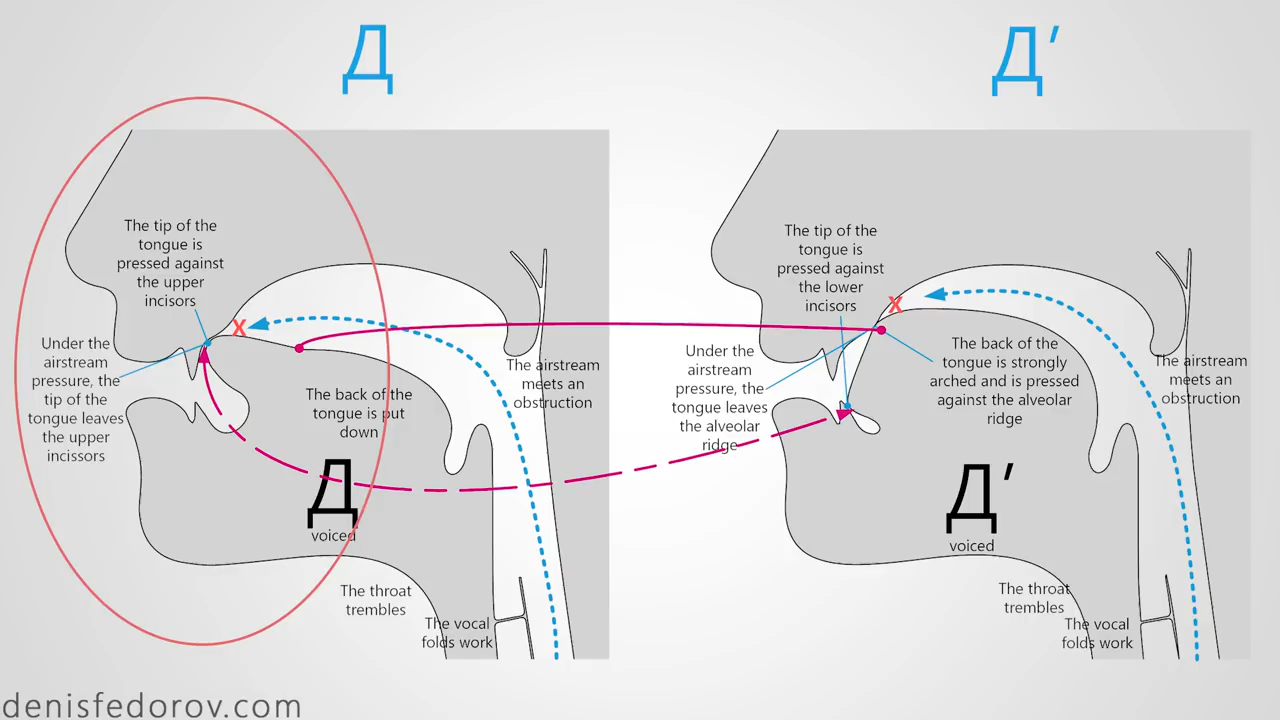 Д
Д′
The tip of the
tongue is
pressed against
the upper
incisors
Under the
airstream
pressure, the
tip of the
tongue leaves
the upper
incissors
X
The back of the
tongue is put
down
The airstream
meets an
obstruction
Д
voiced
The throat
trembles
The vocal
folds work
The tip of the
tongue is
pressed against
the lower
incisors
X
Under the
airstream
pressure, the
tongue leaves
the alveolar
ridge
The back of the
tongue is strongly
arched and is pressed
against the alveolar
ridge
The airstream
meets an
obstruction
Д′
voiced
The throat
trembles
The vocal
folds work
denisfedorov.com